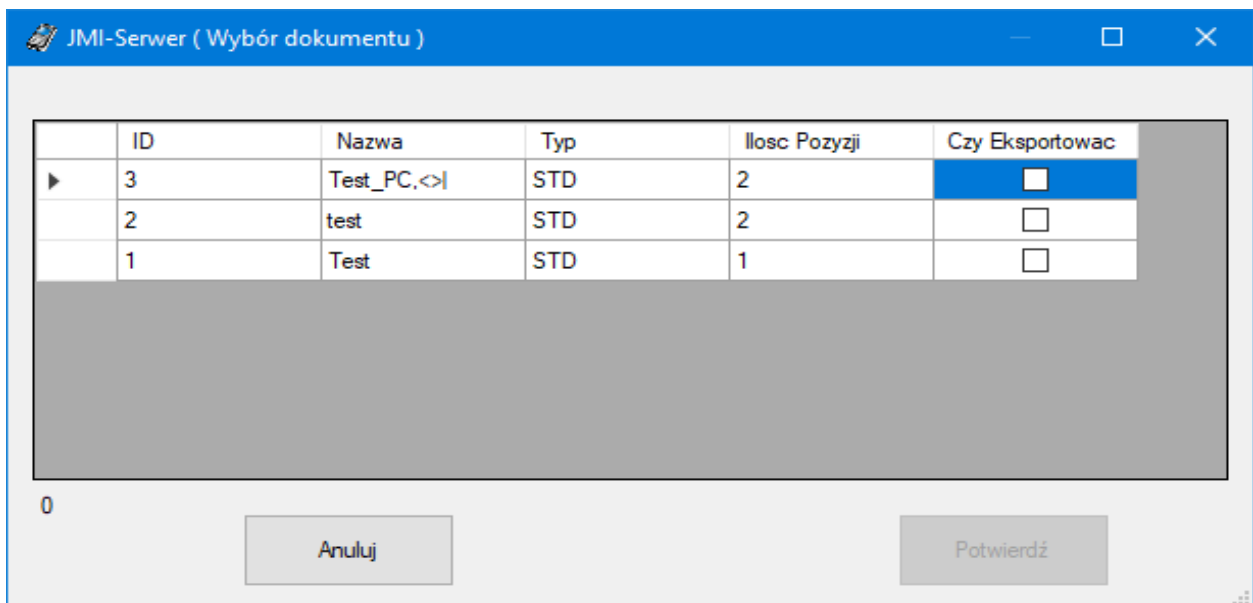 JMI-Serwer ( Wybór dokumentu )
ID Nazwa Typ Ilosc Pozyzji Czy Eksportowac
3 Test_PC,<>| STD 2
2 test STD 2
1 Test STD 1
0
Anuluj Potwierdź